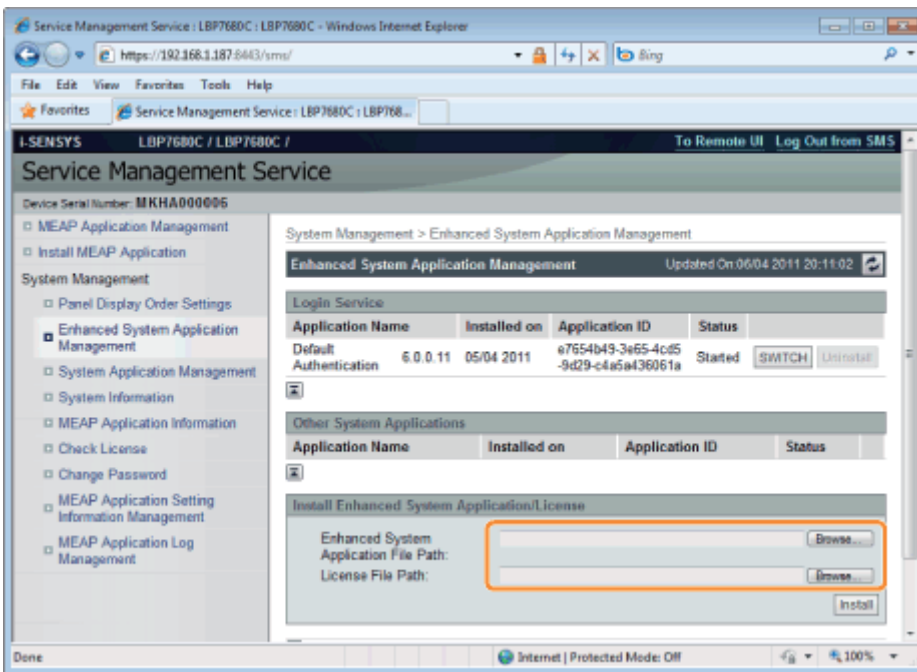 Service Management Service : LBP7680C : LBP7680C - Windows Internet Explorer
https://192.168.1.187:8443/sms/
Bing
File Edit View Favorites Tools Help
Favorites
Service Management Service : LBP7680C : LBP768...
i-SENSYS LBP7680C / LBP7680C /
To Remote UI Log Out from SMS
Service Management Service
Device Serial Number: MKHA000006
MEAP Application Management
Install MEAP Application
System Management
Panel Display Order Settings
Enhanced System Application
Management
System Application Management
System Information
MEAP Application Information
Check License
Change Password
MEAP Application Setting
Information Management
MEAP Application Log
Management
System Management > Enhanced System Application Management
Enhanced System Application Management Updated On:06/04 2011 20:11:02
Login Service
Application Name Installed on Application ID Status
Default
Authentication 6.0.0.11 05/04 2011 e7654b49-3e65-4cd5
-9d29-c4a5a436061a Started SWITCH Uninstall
Other System Applications
Application Name Installed on Application ID Status
Install Enhanced System Application/License
Enhanced System
Application File Path: Browse...
License File Path: Browse...
Install
Done
Internet | Protected Mode: Off
100%